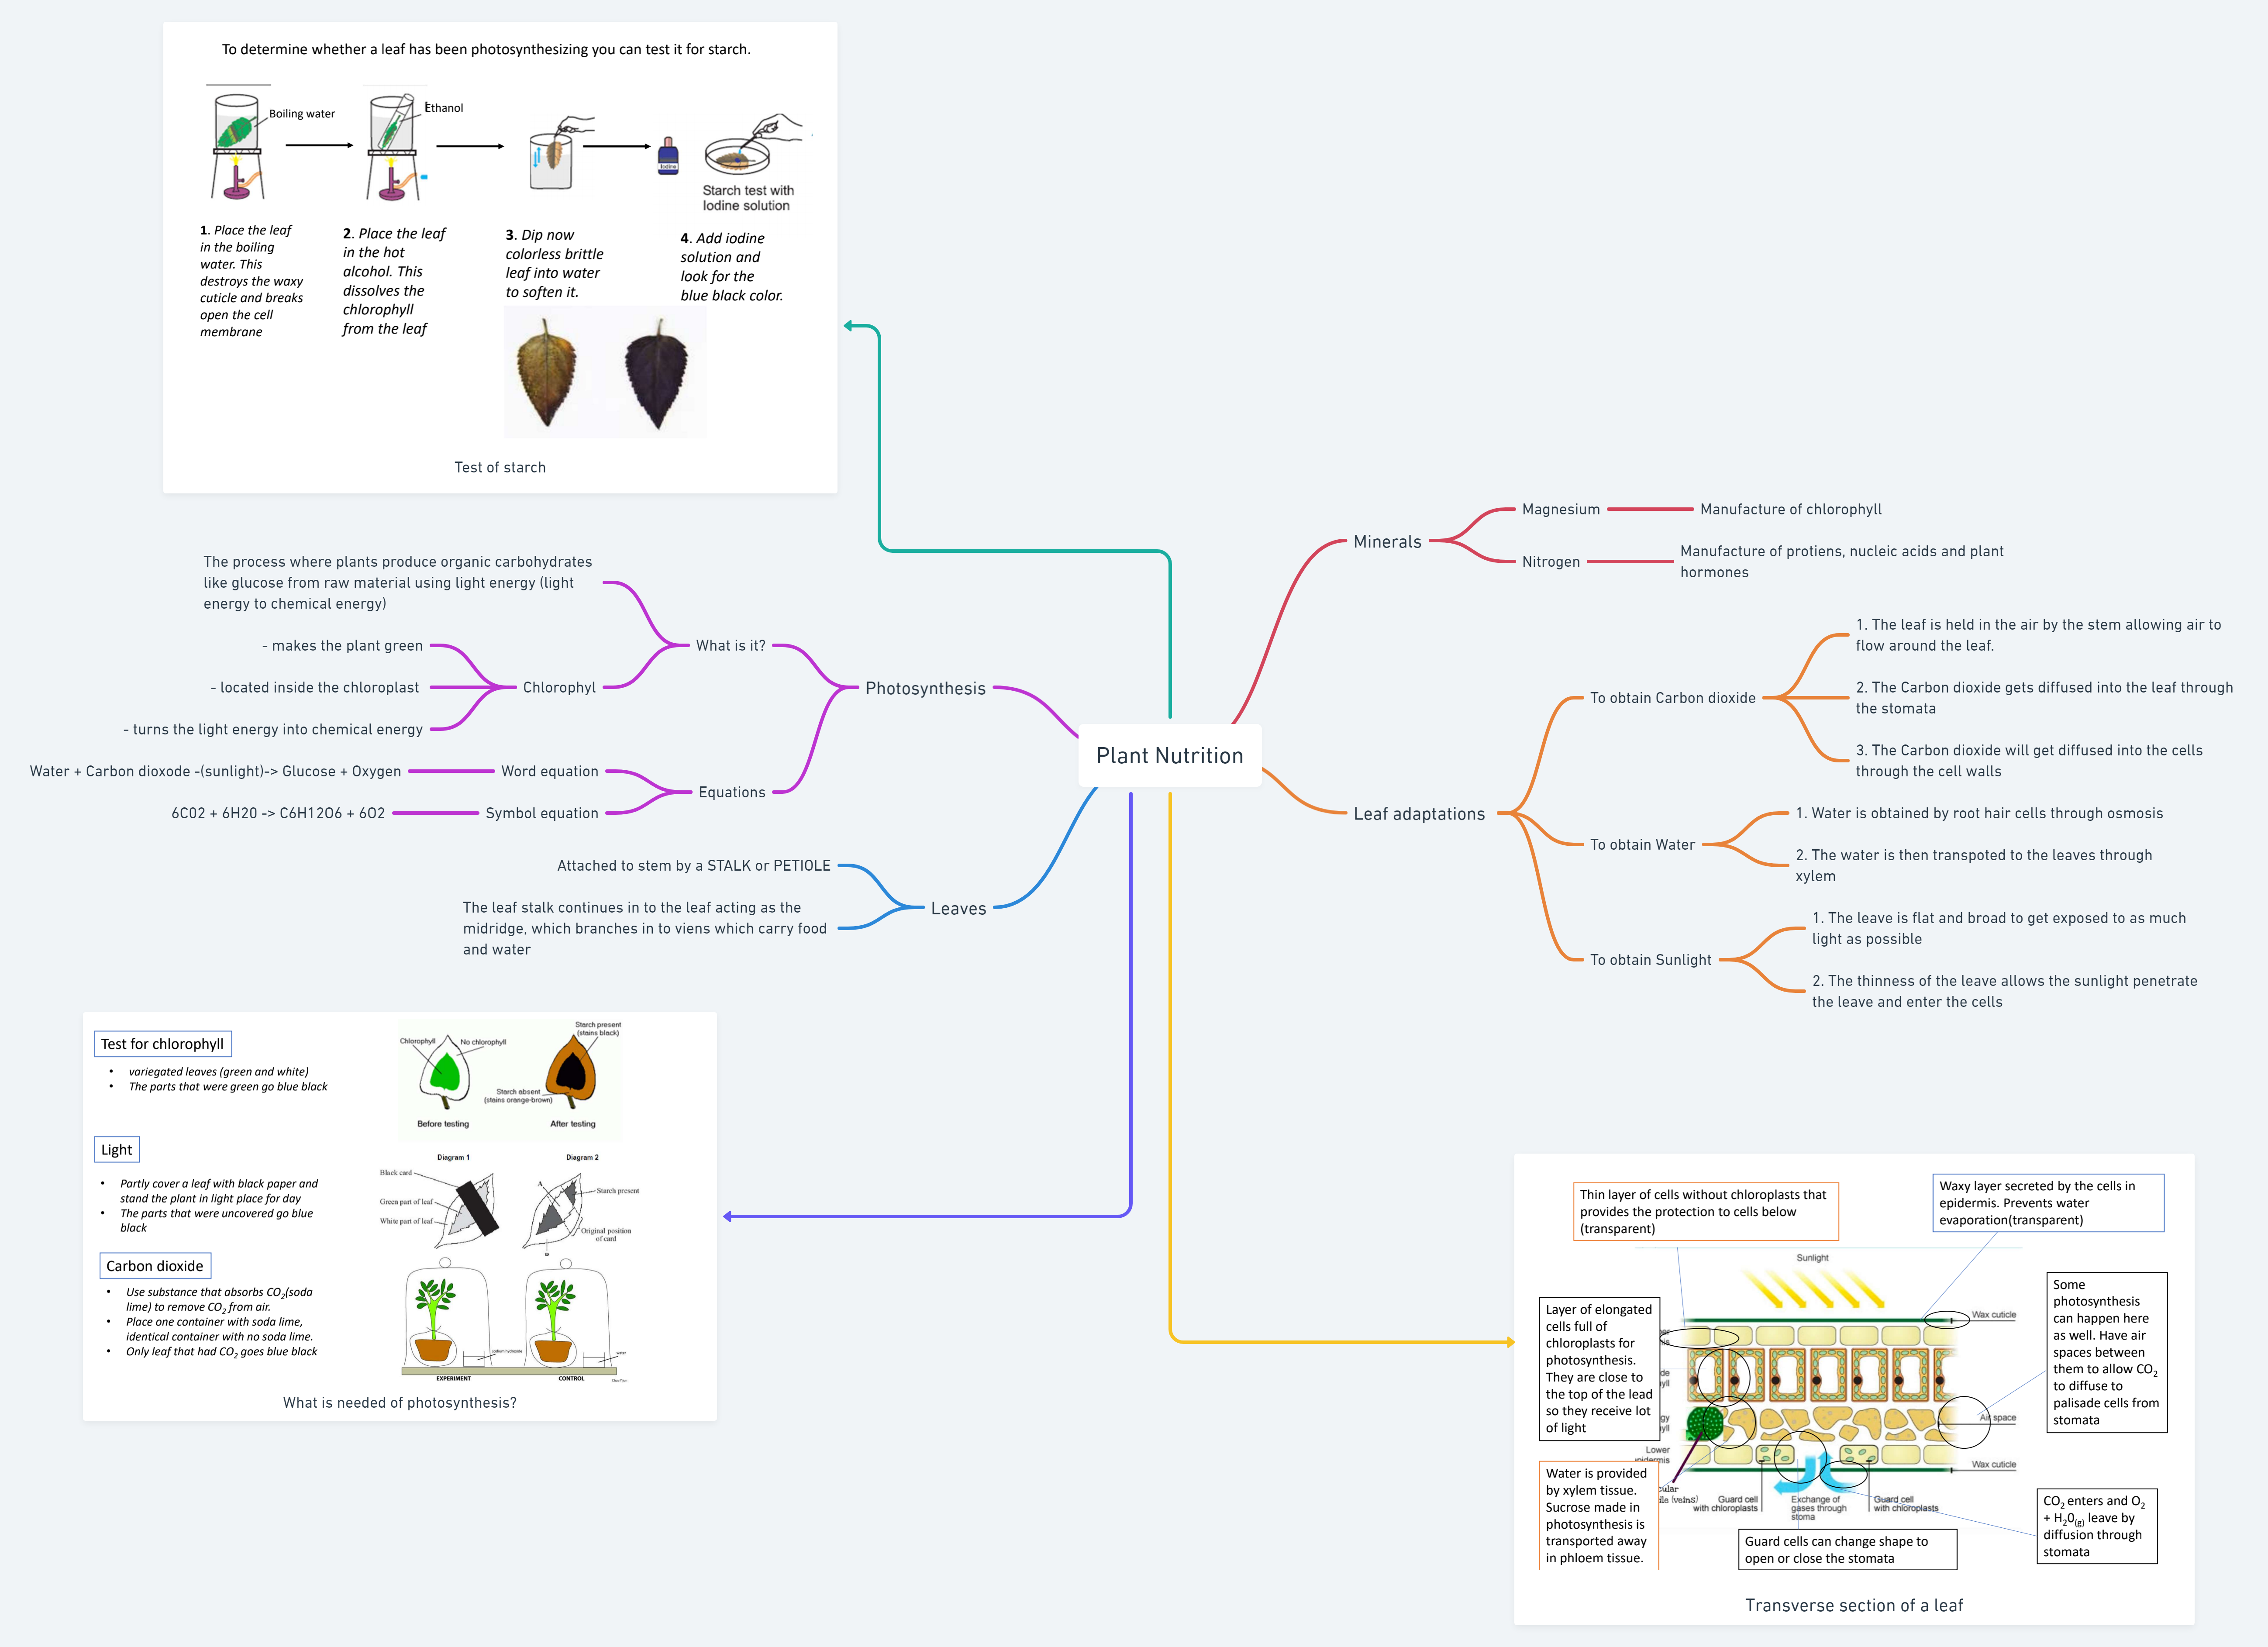 To determine whether a leaf has been photosynthesizing you can test it for starch.
Boiling water
Ethanol
Iodine
Starch test with
Iodine solution
1. Place the leaf
in the boiling
water. This
destroys the waxy
cuticle and breaks
open the cell
membrane
2. Place the leaf
in the hot
alcohol. This
dissolves the
chlorophyll
from the leaf
3. Dip now
colorless brittle
leaf into water
to soften it.
4. Add iodine
solution and
look for the
blue black color.
Test of starch
Plant Nutrition
Minerals
Magnesium
Manufacture of chlorophyll
Nitrogen
Manufacture of protiens, nucleic acids and plant
hormones
Leaf adaptations
To obtain Carbon dioxide
1. The leaf is held in the air by the stem allowing air to
flow around the leaf.
2. The Carbon dioxide gets diffused into the leaf through
the stomata
3. The Carbon dioxide will get diffused into the cells
through the cell walls
To obtain Water
1. Water is obtained by root hair cells through osmosis
2. The water is then transpoted to the leaves through
xylem
To obtain Sunlight
1. The leave is flat and broad to get exposed to as much
light as possible
2. The thinness of the leave allows the sunlight penetrate
the leave and enter the cells
Photosynthesis
What is it?
The process where plants produce organic carbohydrates
like glucose from raw material using light energy (light
energy to chemical energy)
Chlorophyl
- makes the plant green
- located inside the chloroplast
- turns the light energy into chemical energy
Equations
Word equation
Water + Carbon dioxode -(sunlight)-> Glucose + Oxygen
Symbol equation
6C02 + 6H20 -> C6H12O6 + 6O2
Leaves
Attached to stem by a STALK or PETIOLE
The leaf stalk continues in to the leaf acting as the
midridge, which branches in to viens which carry food
and water
Test for chlorophyll
• variegated leaves (green and white)
• The parts that were green go blue black
Chlorophyll
No chlorophyll
Starch present
(stains black)
Starch absent
(stains orange-brown)
Before testing
After testing
Light
• Partly cover a leaf with black paper and
stand the plant in light place for day
• The parts that were uncovered go blue
black
Diagram 1
Diagram 2
Black card
Green part of leaf
White part of leaf
A
Starch present
Original position
of card
B
Carbon dioxide
• Use substance that absorbs CO2(soda
lime) to remove CO2 from air.
• Place one container with soda lime,
identical container with no soda lime.
• Only leaf that had CO2 goes blue black
sodium hydroxide
water
EXPERIMENT
CONTROL
What is needed of photosynthesis?
Thin layer of cells without chloroplasts that
provides the protection to cells below
(transparent)
Waxy layer secreted by the cells in
epidermis. Prevents water
evaporation(transparent)
Sunlight
Layer of elongated
cells full of
chloroplasts for
photosynthesis.
They are close to
the top of the lead
so they receive lot
of light
Wax cuticle
Some
photosynthesis
can happen here
as well. Have air
spaces between
them to allow CO2
to diffuse to
palisade cells from
stomata
Air space
Lower
Wax cuticle
Water is provided
by xylem tissue.
Sucrose made in
photosynthesis is
transported away
in phloem tissue.
(veins)
Guard cell
with chloroplasts
Exchange of
gases through
stoma
Guard cell
with chloroplasts
CO2 enters and O2
+ H20(g) leave by
diffusion through
stomata
Guard cells can change shape to
open or close the stomata
Transverse section of a leaf